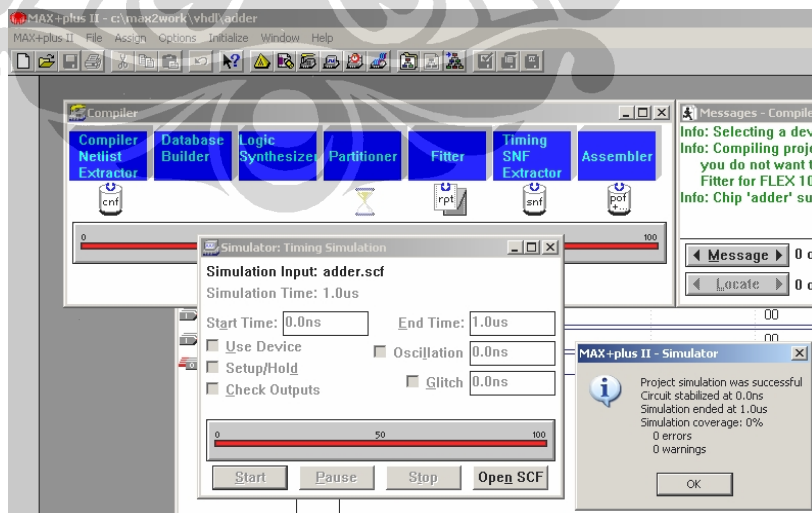 MAX+plus II - c:\max2work\vhdl\adder
MAX+plus II File Assign Options Initialize Window Help
Compiler
Compiler Netlist Extractor
Database Builder
Logic Synthesizer
Partitioner
Fitter
Timing SNF Extractor
Assembler
cnf
rpt
snf
pof
+...
0
100
Messages - Compile
Info: Selecting a dev
Info: Compiling proje
you do not want t
Fitter for FLEX 10
Info: Chip 'adder' su
Message
0 o
Locate
0 o
Simulator: Timing Simulation
Simulation Input: adder.scf
Simulation Time: 1.0us
Start Time: 0.0ns
End Time: 1.0us
Use Device
Oscillation 0.0ns
Setup/Hold
Glitch 0.0ns
Check Outputs
0 50 100
Start Pause Stop Open SCF
00
00
MAX+plus II - Simulator
Project simulation was successful
Circuit stabilized at 0.0ns
Simulation ended at 1.0us
Simulation coverage: 0%
0 errors
0 warnings
OK